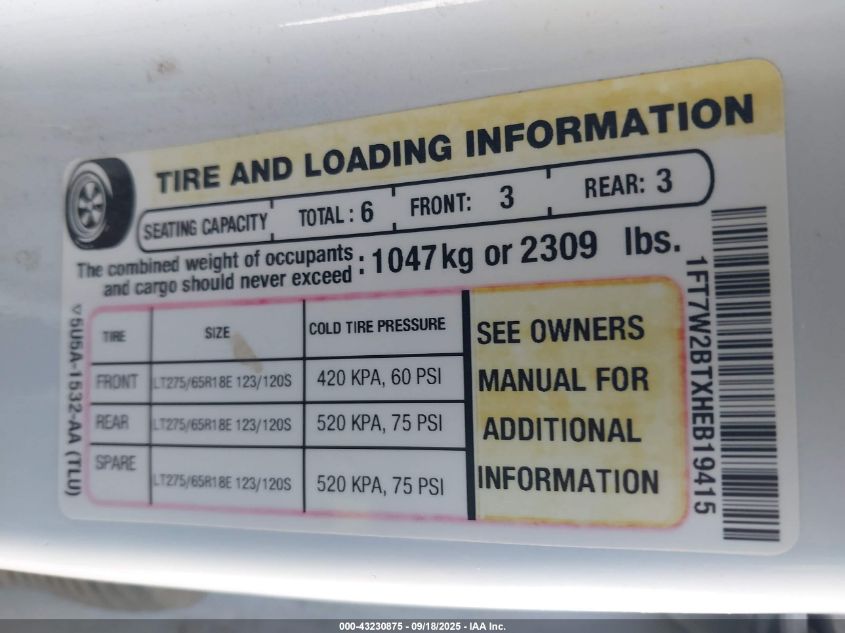 TIRE AND LOADING INFORMATION
SEATING CAPACITY TOTAL : 6 FRONT: 3 REAR: 3
The combined weight of occupants
and cargo should never exceed : 1047kg or 2309 lbs.
TIRE SIZE COLD TIRE PRESSURE
FRONT LT275/65R18E 123/120S 420 KPA, 60 PSI
REAR LT275/65R18E 123/120S 520 KPA, 75 PSI
SPARE LT275/65R18E 123/120S 520 KPA, 75 PSI
SEE OWNERS
MANUAL FOR
ADDITIONAL
INFORMATION
5U5A-1532-AA (TLU)
1FT7W2BTXHEB19415
000-43230875 - 09/18/2025 - IAA Inc.